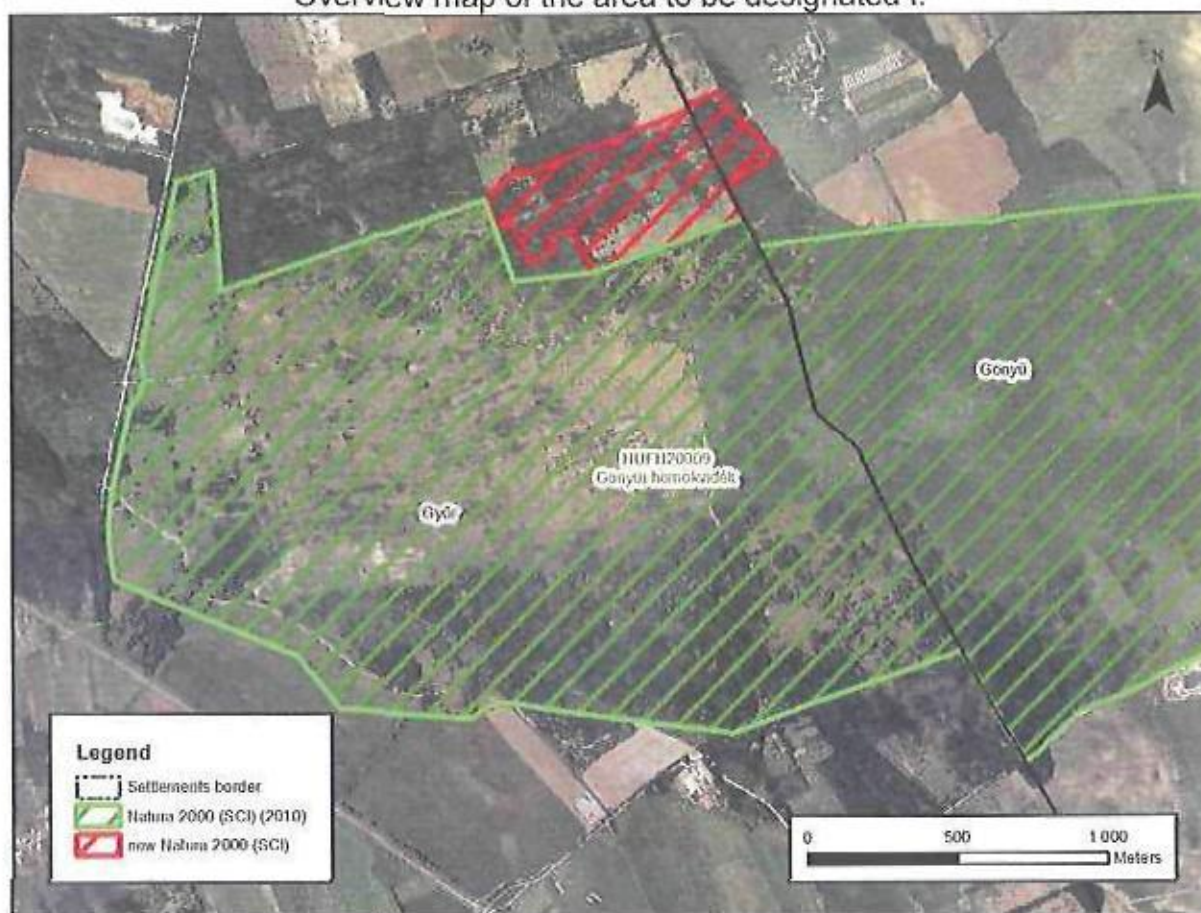 Overview map of the area to be designated I.
N
Gönyű
HUFH20009
Gönyűi homokvidék
Győr
Legend
Settlements border
Natura 2000 (SCI) (2010)
new Natura 2000 (SCI)
0 500 1 000
Meters